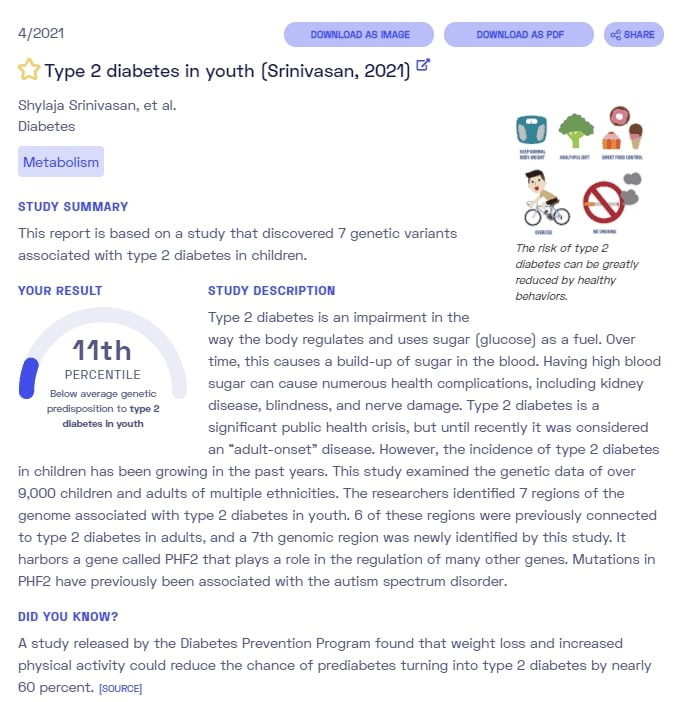 4/2021
DOWNLOAD AS IMAGE
DOWNLOAD AS PDF
SHARE
Type 2 diabetes in youth (Srinivasan, 2021)
Shylaja Srinivasan, et al.
Diabetes
Metabolism
KEEP NORMAL
BODY WEIGHT
HEALTHFUL DIET
SWEET FOOD CONTROL
EXERCISE
NO SMOKING
The risk of type 2
diabetes can be greatly
reduced by healthy
behaviors.
STUDY SUMMARY
This report is based on a study that discovered 7 genetic variants
associated with type 2 diabetes in children.
YOUR RESULT
11th
PERCENTILE
Below average genetic
predisposition to type 2
diabetes in youth
STUDY DESCRIPTION
Type 2 diabetes is an impairment in the
way the body regulates and uses sugar (glucose) as a fuel. Over
time, this causes a build-up of sugar in the blood. Having high blood
sugar can cause numerous health complications, including kidney
disease, blindness, and nerve damage. Type 2 diabetes is a
significant public health crisis, but until recently it was considered
an "adult-onset" disease. However, the incidence of type 2 diabetes
in children has been growing in the past years. This study examined the genetic data of over
9,000 children and adults of multiple ethnicities. The researchers identified 7 regions of the
genome associated with type 2 diabetes in youth. 6 of these regions were previously connected
to type 2 diabetes in adults, and a 7th genomic region was newly identified by this study. It
harbors a gene called PHF2 that plays a role in the regulation of many other genes. Mutations in
PHF2 have previously been associated with the autism spectrum disorder.
DID YOU KNOW?
A study released by the Diabetes Prevention Program found that weight loss and increased
physical activity could reduce the chance of prediabetes turning into type 2 diabetes by nearly
60 percent. [SOURCE]